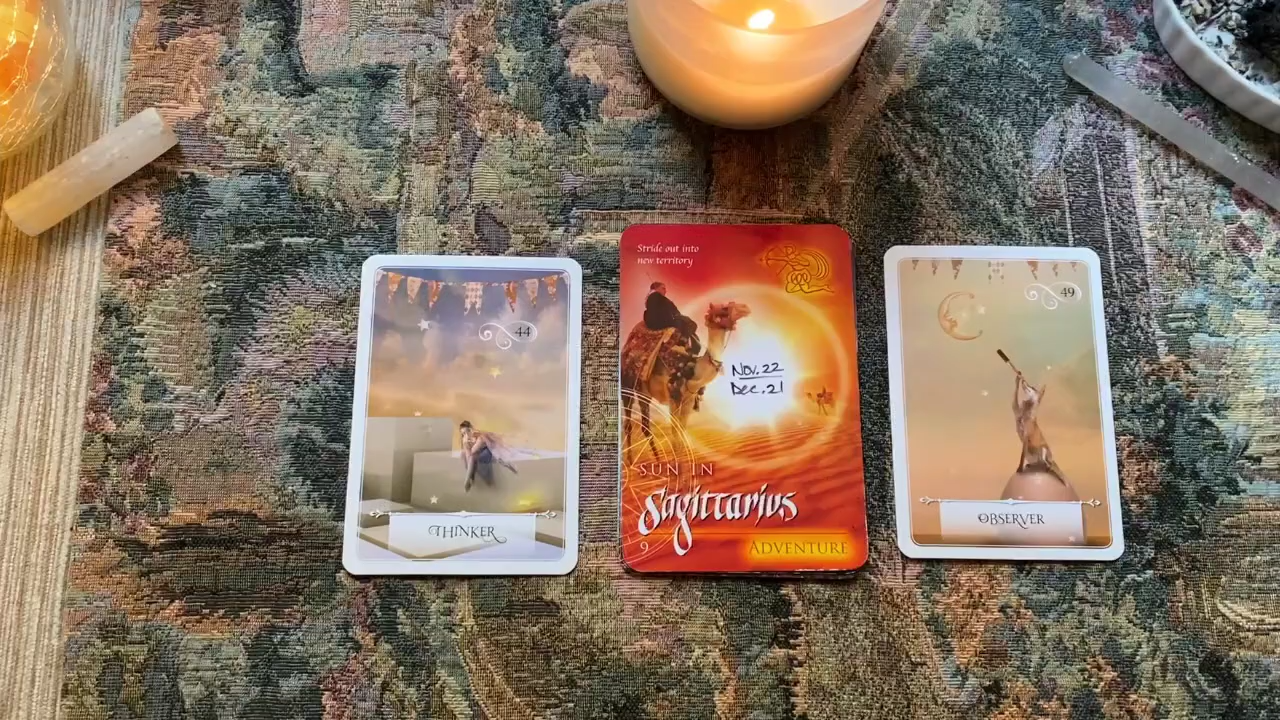 44
THINKER
Stride out into
new territory
Nov. 22
Dec. 21
SUN IN
Sagittarius
9
ADVENTURE
49
OBSERVER